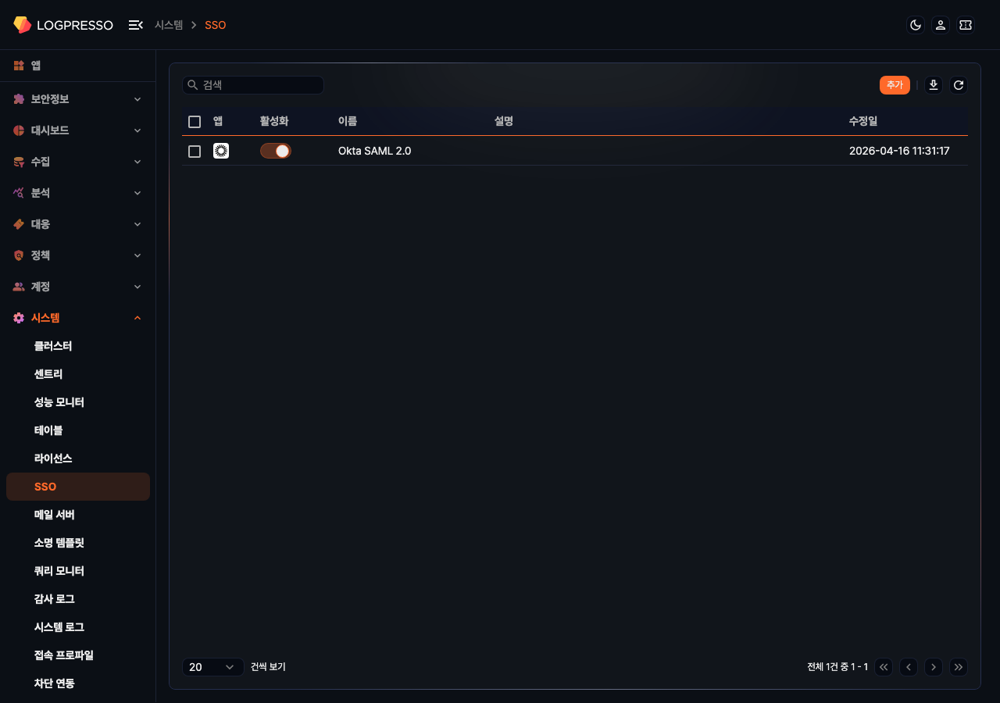 LOGPRESSO
시스템 > SSO
앱
보안정보
대시보드
수집
분석
대응
정책
계정
시스템
클러스터
센트리
성능 모니터
테이블
라이선스
SSO
메일 서버
소명 템플릿
쿼리 모니터
감사 로그
시스템 로그
접속 프로파일
차단 연동
검색
추가
앱 활성화 이름 설명 수정일
Okta SAML 2.0 2026-04-16 11:31:17
20 건씩 보기
전체 1건 중 1 - 1